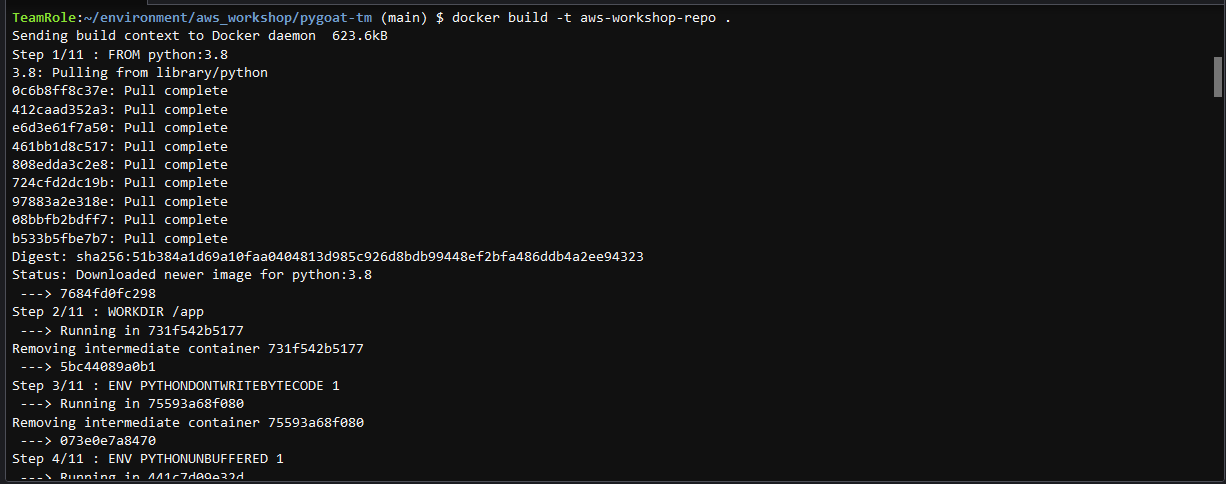 TeamRole:~/environment/aws_workshop/pygoat-tm (main) $ docker build -t aws-workshop-repo .
Sending build context to Docker daemon  623.6kB
Step 1/11 : FROM python:3.8
3.8: Pulling from library/python
0c6b8ff8c37e: Pull complete
412caad352a3: Pull complete
e6d3e61f7a50: Pull complete
461bb1d8c517: Pull complete
808edda3c2e8: Pull complete
724cfd2dc19b: Pull complete
97883a2e318e: Pull complete
08bbfb2bdff7: Pull complete
b533b5fbe7b7: Pull complete
Digest: sha256:51b384a1d69a10faa0404813d985c926d8bdb99448ef2bfa486ddb4a2ee94323
Status: Downloaded newer image for python:3.8
 ---> 7684fd0fc298
Step 2/11 : WORKDIR /app
 ---> Running in 731f542b5177
Removing intermediate container 731f542b5177
 ---> 5bc44089a0b1
Step 3/11 : ENV PYTHONDONTWRITEBYTECODE 1
 ---> Running in 75593a68f080
Removing intermediate container 75593a68f080
 ---> 073e0e7a8470
Step 4/11 : ENV PYTHONUNBUFFERED 1
 ---> Running in 441c7d09e32d